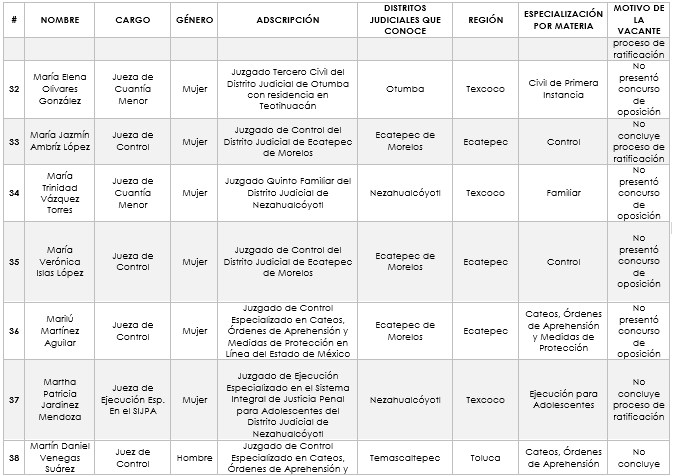 # NOMBRE CARGO GÉNERO ADSCRIPCIÓN DISTRITOS JUDICIALES QUE CONOCE REGIÓN ESPECIALIZACIÓN POR MATERIA MOTIVO DE LA VACANTE
proceso de
ratificación
32
María Elena
Olivares
González
Jueza de
Cuantía
Menor
Mujer
Juzgado Tercero Civil del
Distrito Judicial de Otumba
con residencia en
Teotihuacán
Otumba
Texcoco
Civil de Primera
Instancia
No
presentó
concurso
de
oposición
33
María Jazmín
Ambríz López
Jueza de
Control
Mujer
Juzgado de Control del
Distrito Judicial de Ecatepec
de Morelos
Ecatepec de
Morelos
Ecatepec
Control
No
concluye
proceso de
ratificación
34
María
Trinidad
Vázquez
Torres
Jueza de
Cuantía
Menor
Mujer
Juzgado Quinto Familiar del
Distrito Judicial de
Nezahualcóyotl
Nezahualcóyotl
Texcoco
Familiar
No
presentó
concurso
de
oposición
35
María
Verónica
Islas López
Jueza de
Control
Mujer
Juzgado de Control del
Distrito Judicial de Ecatepec
de Morelos
Ecatepec de
Morelos
Ecatepec
Control
No
presentó
concurso
de
oposición
36
Marilú
Martínez
Aguilar
Jueza de
Control
Mujer
Juzgado de Control
Especializado en Cateos,
Órdenes de Aprehensión y
Medidas de Protección en
Línea del Estado de México
Ecatepec de
Morelos
Ecatepec
Cateos, Órdenes
de Aprehensión
y Medidas de
Protección
No
presentó
concurso
de
oposición
37
Martha
Patricia
Jardinez
Mendoza
Jueza de
Ejecución Esp.
En el SIJPA
Mujer
Juzgado de Ejecución
Especializado en el Sistema
Integral de Justicia Penal
para Adolescentes del
Distrito Judicial de
Nezahualcóyotl
Nezahualcóyotl
Texcoco
Ejecución para
Adolescentes
No
concluye
proceso de
ratificación
38
Martín Daniel
Venegas
Suárez
Juez de
Control
Hombre
Juzgado de Control
Especializado en Cateos,
Órdenes de Aprehensión y
Temascaltepec
Toluca
Cateos, Órdenes
de Aprehensión
No
concluye